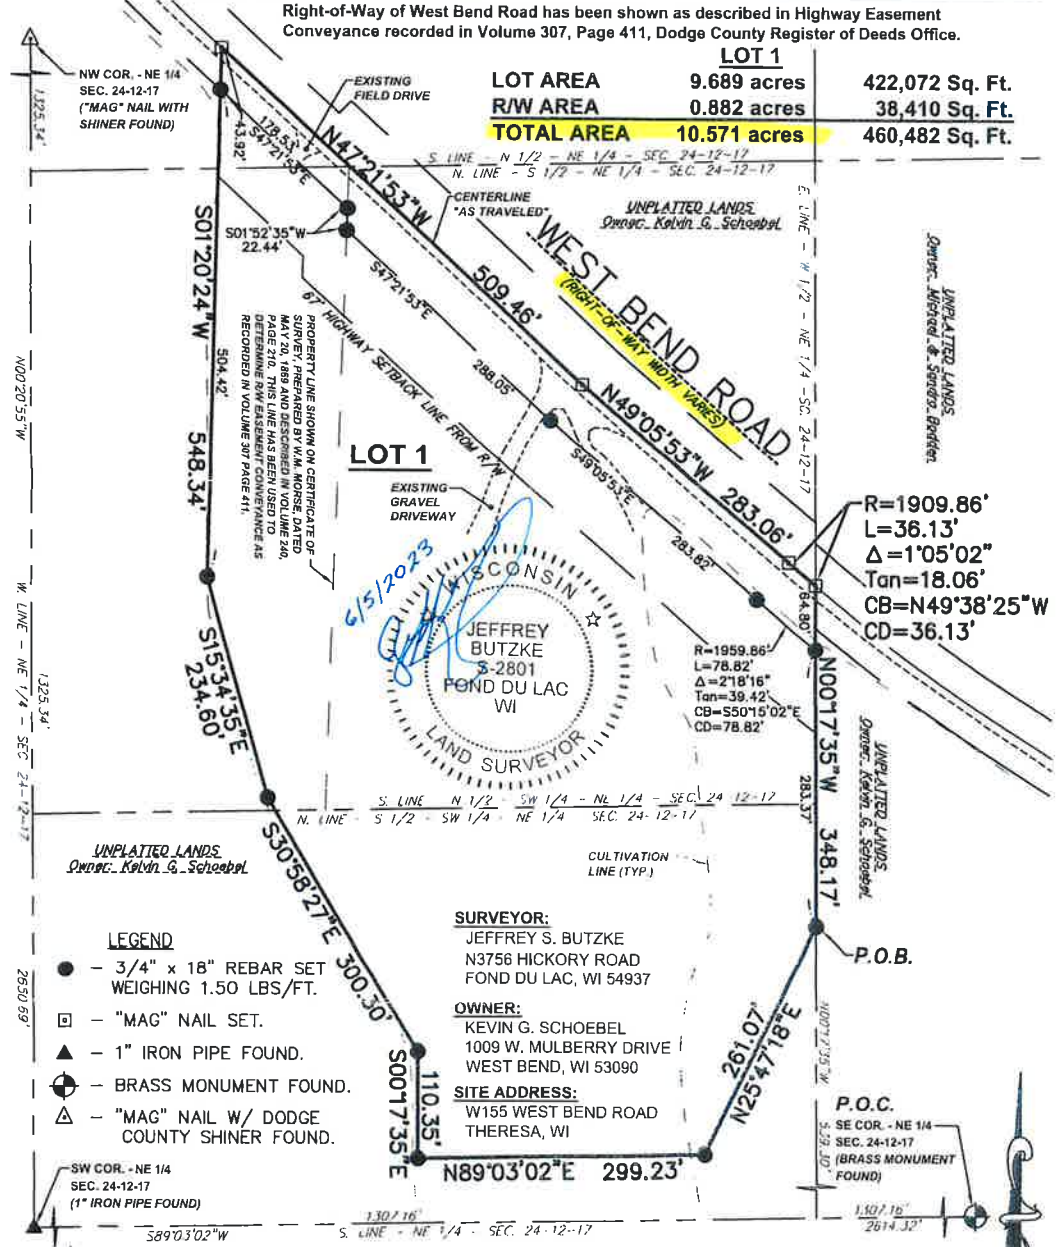 Right-of-Way of West Bend Road has been shown as described in Highway Easement
Conveyance recorded in Volume 307, Page 411, Dodge County Register of Deeds Office.
LOT 1
LOT AREA 9.689 acres 422,072 Sq. Ft.
R/W AREA 0.882 acres 38,410 Sq. Ft.
TOTAL AREA 10.571 acres 460,482 Sq. Ft.
NW COR. - NE 1/4
SEC. 24-12-17
("MAG" NAIL WITH
SHINER FOUND)
1325.34'
EXISTING
FIELD DRIVE
43.92'
178.53'
S47°21'53"E
N47°21'53"W
509.46'
S. LINE - N 1/2 - NE 1/4 - SEC. 24-12-17
N. LINE - S 1/2 - NE 1/4 - SEC. 24-12-17
CENTERLINE
"AS TRAVELED"
UNPLATTED LANDS
Owner: Kelvin G. Schoebel
WEST BEND ROAD
(RIGHT-OF-WAY WIDTH VARIES)
E. LINE - W 1/2 - NE 1/4 - SC. 24-12-17
UNPLATTED LANDS
Owner: Michael & Sandra Bodden
S01°52'35"W
22.44'
S47°21'53"E
288.05'
67' HIGHWAY SETBACK LINE FROM R/W
S01°20'24"W
504.42'
548.34'
PROPERTY LINE SHOWN ON CERTIFICATE OF
SURVEY, PREPARED BY W.M. MORSE, DATED
MAY 20, 1869 AND DESCRIBED IN VOLUME 240,
PAGE 210. THIS LINE HAS BEEN USED TO
DETERMINE R/W EASEMENT CONVEYANCE AS
RECORDED IN VOLUME 307 PAGE 411.
N00°20'55"W
N49°05'53"W
283.06'
S49°05'53"E
283.82'
LOT 1
EXISTING
GRAVEL
DRIVEWAY
R=1909.86'
L=36.13'
Δ=1°05'02"
Tan=18.06'
CB=N49°38'25"W
CD=36.13'
6/5/2023
WISCONSIN
JEFFREY
BUTZKE
S-2801
FOND DU LAC
WI
LAND SURVEYOR
64.80'
R=1959.86'
L=78.82'
Δ=2°18'16"
Tan=39.42'
CB=S50°15'02"E
CD=78.82'
S15°34'35"E
234.60'
W. LINE - NE 1/4 - SEC 24-12-17
1325.34'
N00°17'35"W
283.37'
348.17'
UNPLATTED LANDS
Owner: Kelvin G. Schoebel
S. LINE N 1/2 - SW 1/4 - NE 1/4 - SEC. 24-12-17
N. LINE - S 1/2 - SW 1/4 - NE 1/4 SEC. 24-12-17
UNPLATTED LANDS
Owner: Kelvin G. Schoebel
CULTIVATION
LINE (TYP.)
S30°58'27"E
300.30'
LEGEND
- 3/4" x 18" REBAR SET
WEIGHING 1.50 LBS/FT.
- "MAG" NAIL SET.
- 1" IRON PIPE FOUND.
- BRASS MONUMENT FOUND.
- "MAG" NAIL W/ DODGE
COUNTY SHINER FOUND.
2650.69'
SURVEYOR:
JEFFREY S. BUTZKE
N3756 HICKORY ROAD
FOND DU LAC, WI 54937
OWNER:
KEVIN G. SCHOEBEL
1009 W. MULBERRY DRIVE
WEST BEND, WI 53090
SITE ADDRESS:
W155 WEST BEND ROAD
THERESA, WI
P.O.B.
261.07'
N25°47'18"E
N00°17'35"W
S00°17'35"E
110.35'
N89°03'02"E 299.23'
P.O.C.
SE COR. - NE 1/4
SEC. 24-12-17
(BRASS MONUMENT
FOUND)
SW COR. - NE 1/4
SEC. 24-12-17
(1" IRON PIPE FOUND)
S89°03'02"W
1307.16'
S. LINE - NE 1/4 - SEC. 24-12-17
1307.16'
2614.32'